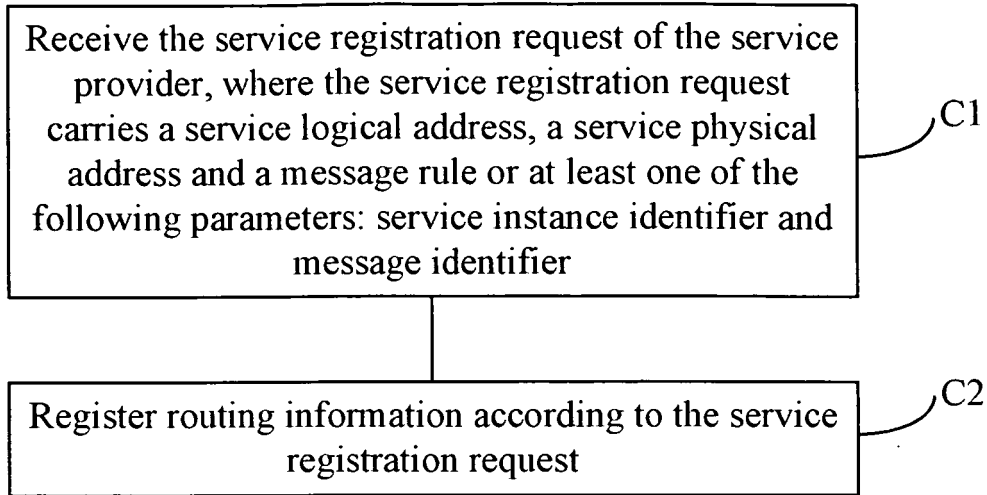 Receive the service registration request of the service
provider, where the service registration request
carries a service logical address, a service physical
address and a message rule or at least one of the
following parameters: service instance identifier and
message identifier
C1
Register routing information according to the service
registration request
C2